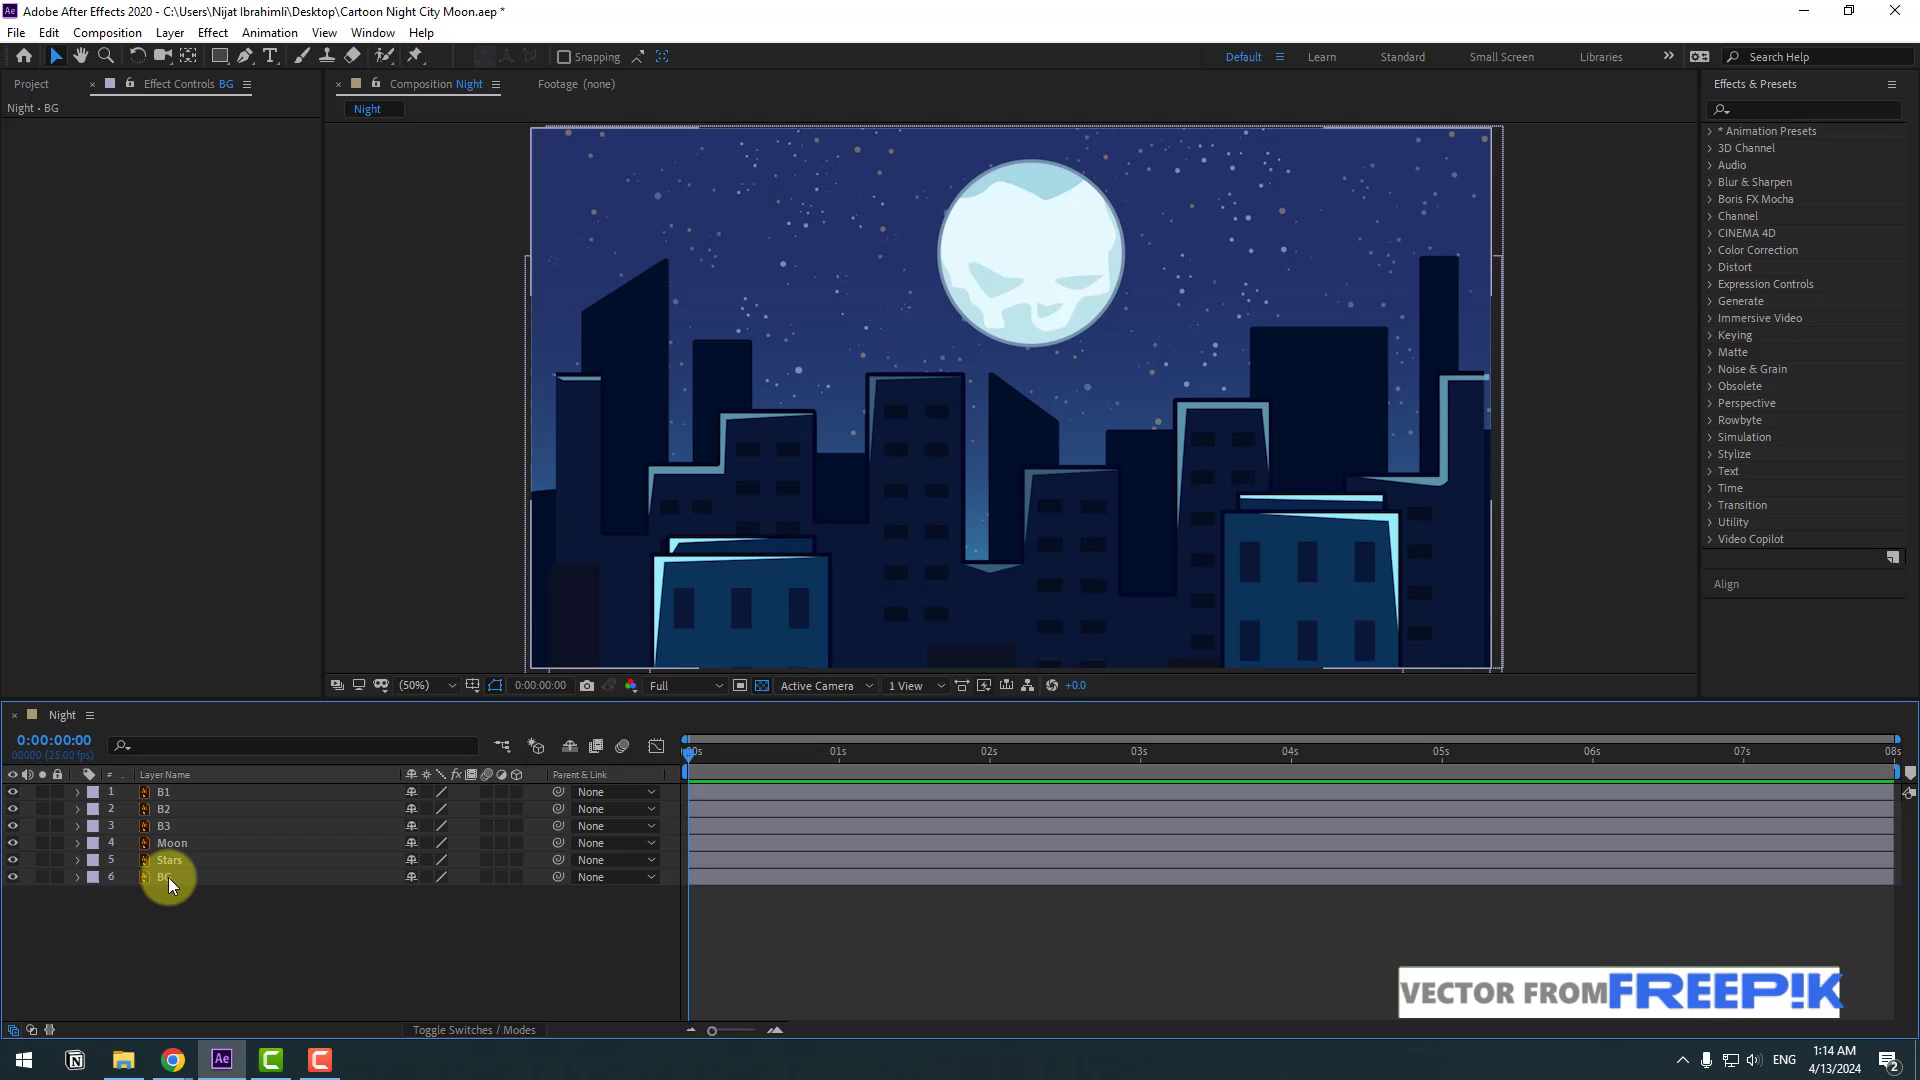 Adobe After Effects 2020 - C:\Users\Nijat Ibrahimli\Desktop\Cartoon Night City Moon.aep *
File Edit Composition Layer Effect Animation View Window Help
Snapping Default Learn Standard Small Screen Libraries Search Help
Project Effect Controls BG Composition Night Footage (none) Effects & Presets
Night • BG
Night
* Animation Presets
3D Channel
Audio
Blur & Sharpen
Boris FX Mocha
Channel
CINEMA 4D
Color Correction
Distort
Expression Controls
Generate
Immersive Video
Keying
Matte
Noise & Grain
Obsolete
Perspective
Rowbyte
Simulation
Stylize
Text
Time
Transition
Utility
Video Copilot
Align
(50%) 0:00:00:00 Full Active Camera 1 View +0.0
Night
0:00:00:00
00000 (25.00 fps)
00s 01s 02s 03s 04s 05s 06s 07s 08s
# Layer Name Parent & Link
1 B1 None
2 B2 None
3 B3 None
4 Moon None
5 Stars None
6 BG None
VECTOR FROM FREEP!K
Toggle Switches / Modes
Ae ENG 1:14 AM
4/13/2024 2